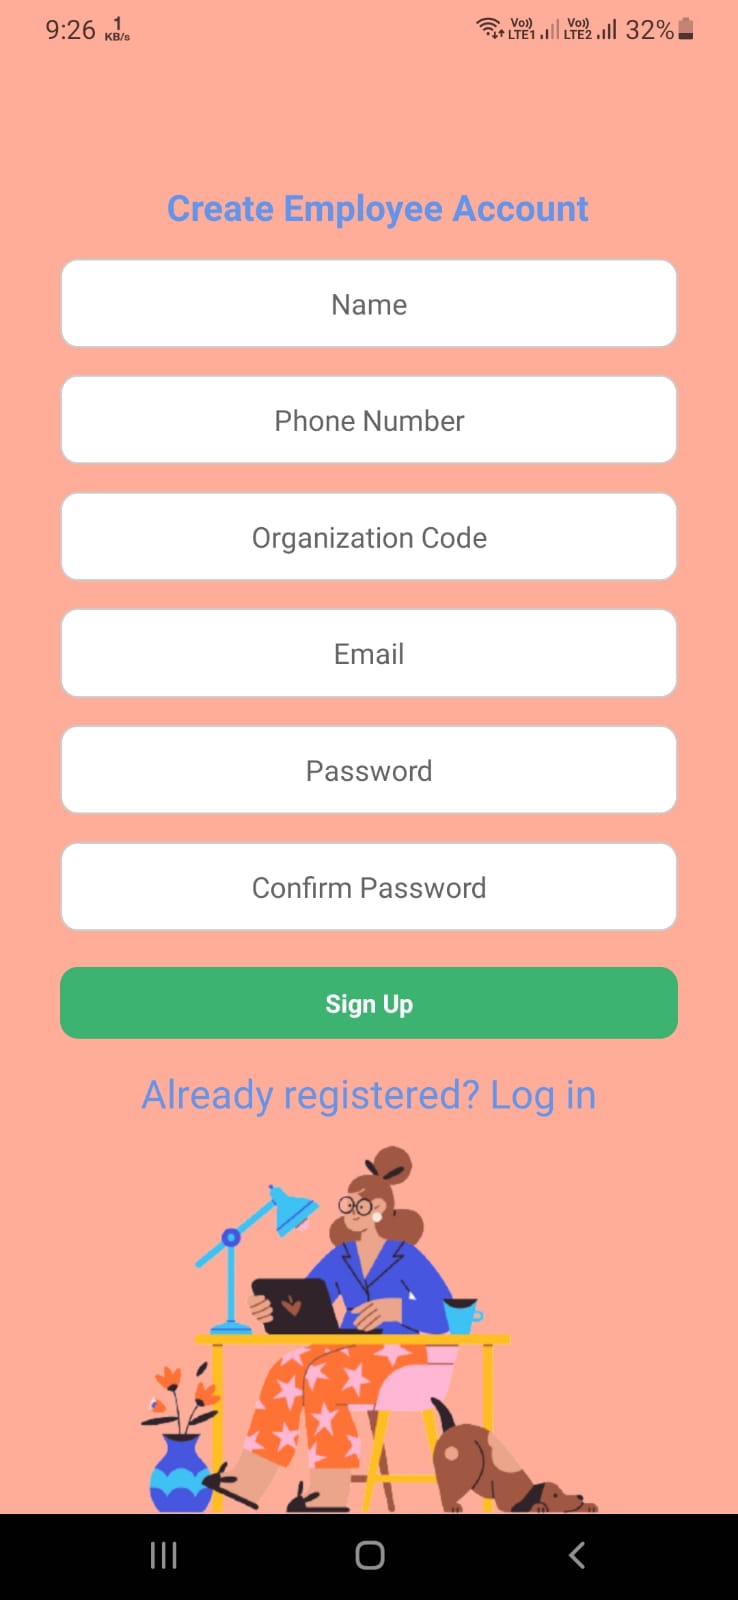 9:26 1 KB/s Vo)) LTE1 Vo)) LTE2 32%
Create Employee Account
Name
Phone Number
Organization Code
Email
Password
Confirm Password
Sign Up
Already registered? Log in